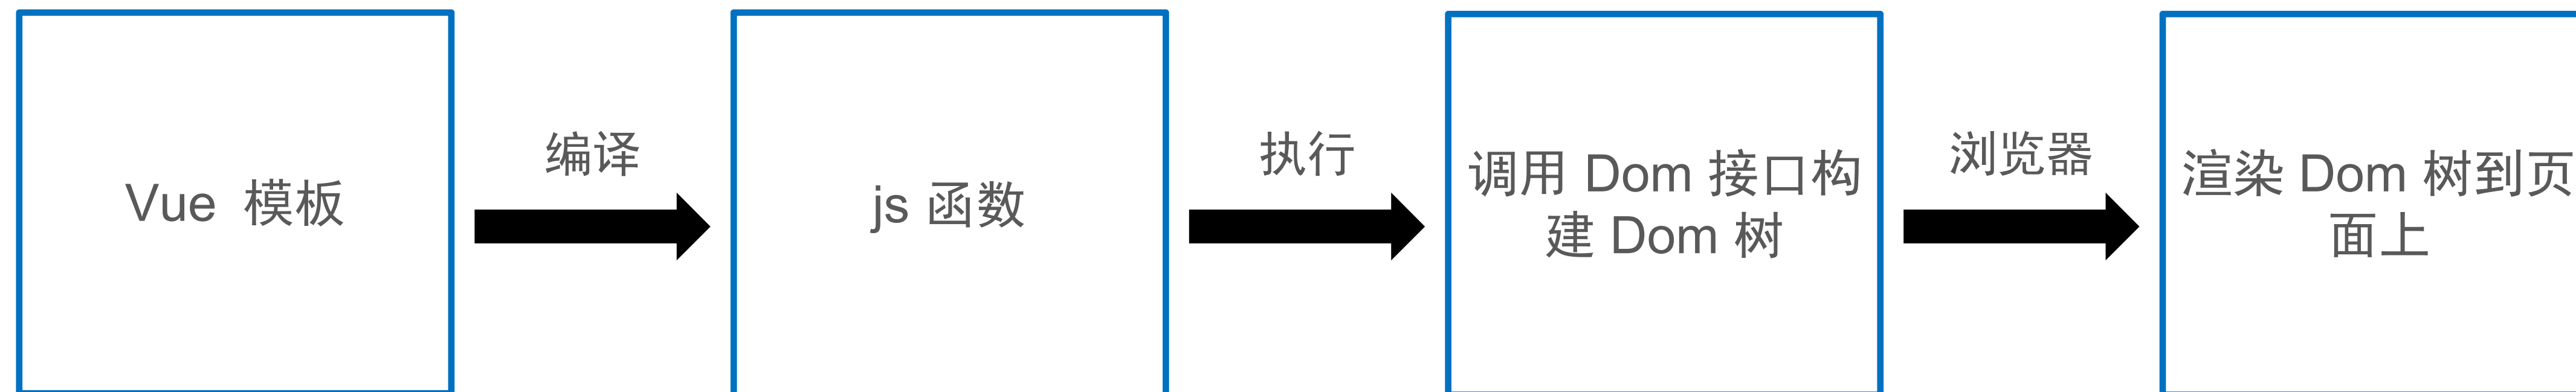 Vue 模板
编译
js 函数
执行
调用 Dom 接口构
建 Dom 树
浏览器
渲染 Dom 树到页
面上